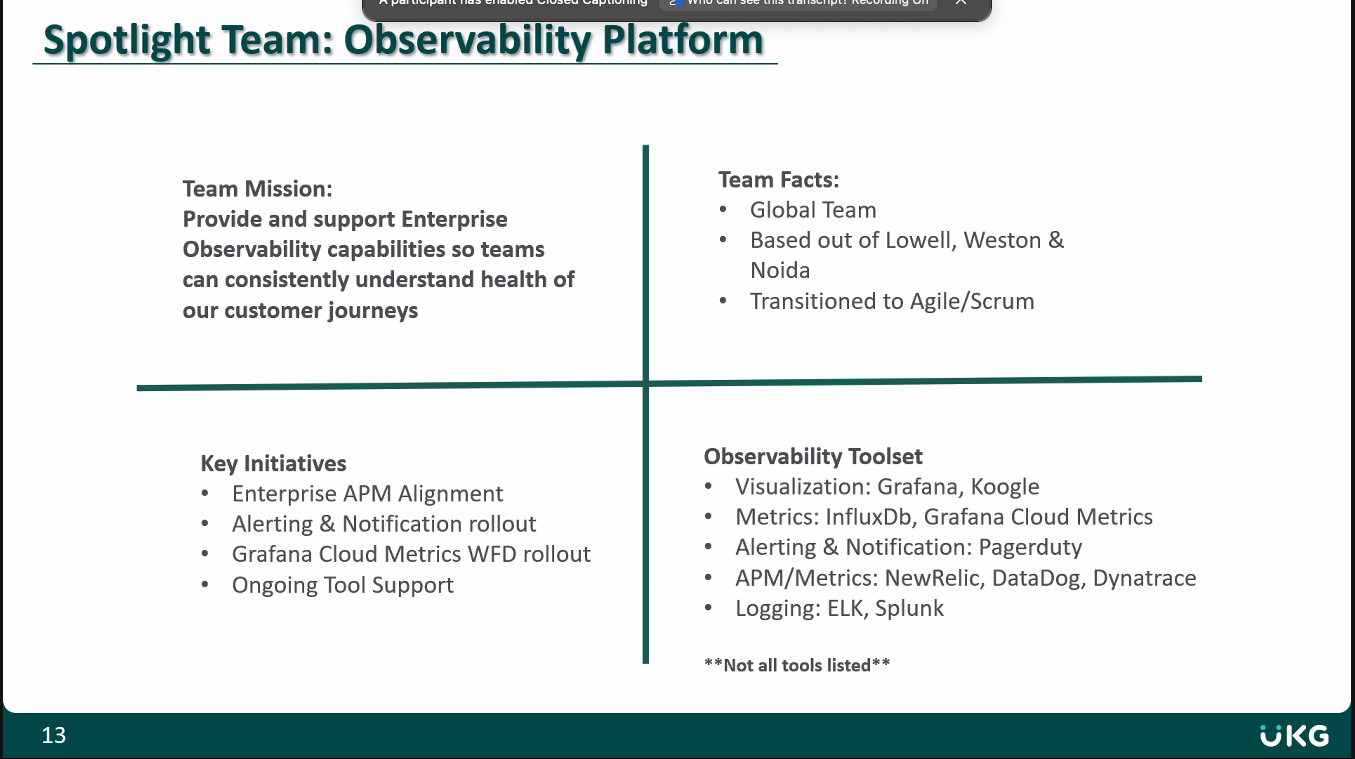 A participant has enabled Closed Captioning
Who can see this transcript? Recording On
Spotlight Team: Observability Platform
Team Mission:
Provide and support Enterprise
Observability capabilities so teams
can consistently understand health of
our customer journeys
Team Facts:
• Global Team
• Based out of Lowell, Weston &
Noida
• Transitioned to Agile/Scrum
Key Initiatives
• Enterprise APM Alignment
• Alerting & Notification rollout
• Grafana Cloud Metrics WFD rollout
• Ongoing Tool Support
Observability Toolset
• Visualization: Grafana, Koogle
• Metrics: InfluxDb, Grafana Cloud Metrics
• Alerting & Notification: Pagerduty
• APM/Metrics: NewRelic, DataDog, Dynatrace
• Logging: ELK, Splunk
**Not all tools listed**
13
UKG